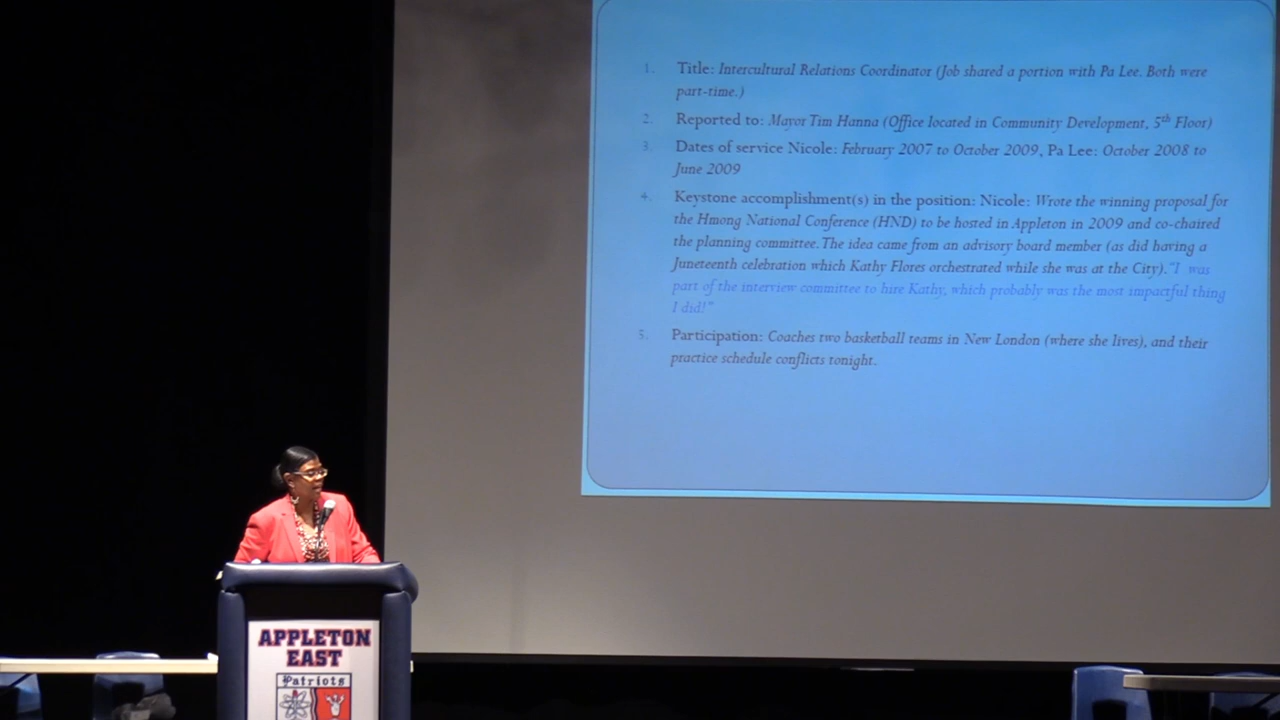 1. Title: Intercultural Relations Coordinator (Job shared a portion with Pa Lee. Both were
part-time.)
2. Reported to: Mayor Tim Hanna (Office located in Community Development, 5th Floor)
3. Dates of service Nicole: February 2007 to October 2009, Pa Lee: October 2008 to
June 2009
4. Keystone accomplishment(s) in the position: Nicole: Wrote the winning proposal for
the Hmong National Conference (HND) to be hosted in Appleton in 2009 and co-chaired
the planning committee. The idea came from an advisory board member (as did having a
Juneteenth celebration which Kathy Flores orchestrated while she was at the City). "I was
part of the interview committee to hire Kathy, which probably was the most impactful thing
I did!"
5. Participation: Coaches two basketball teams in New London (where she lives), and their
practice schedule conflicts tonight.
APPLETON
EAST
Patriots